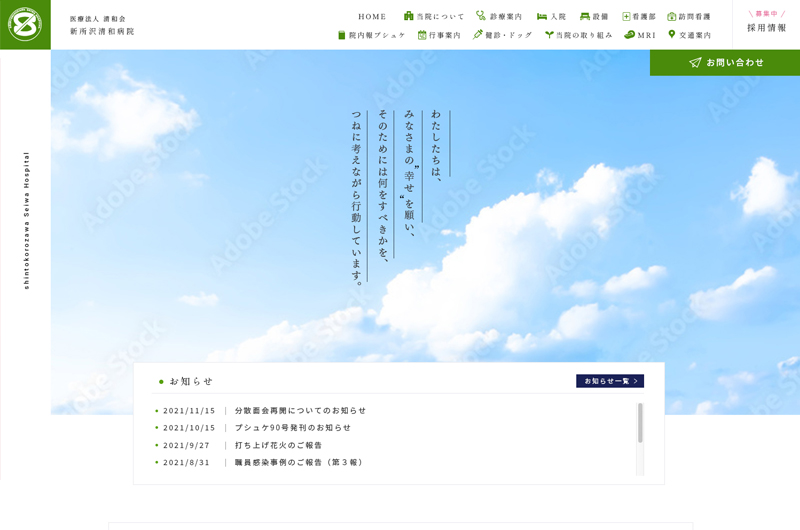 医療法人 清和会
新所沢清和病院
HOME
当院について
診療案内
入院
設備
看護部
訪問看護
院内報プシュケ
行事案内
健診・ドッグ
当院の取り組み
MRI
交通案内
募集中
採用情報
お問い合わせ
shintokorozawa Seiwa Hospital
わたしたちは、
みなさまの”幸せ“を願い、
そのためには何をすべきかを、
つねに考えながら行動しています。
お知らせ
お知らせ一覧
2021/11/15 ｜ 分散面会再開についてのお知らせ
2021/10/15 ｜ プシュケ90号発刊のお知らせ
2021/9/27 ｜ 打ち上げ花火のご報告
2021/8/31 ｜ 職員感染事例のご報告（第３報）
Adobe Stock